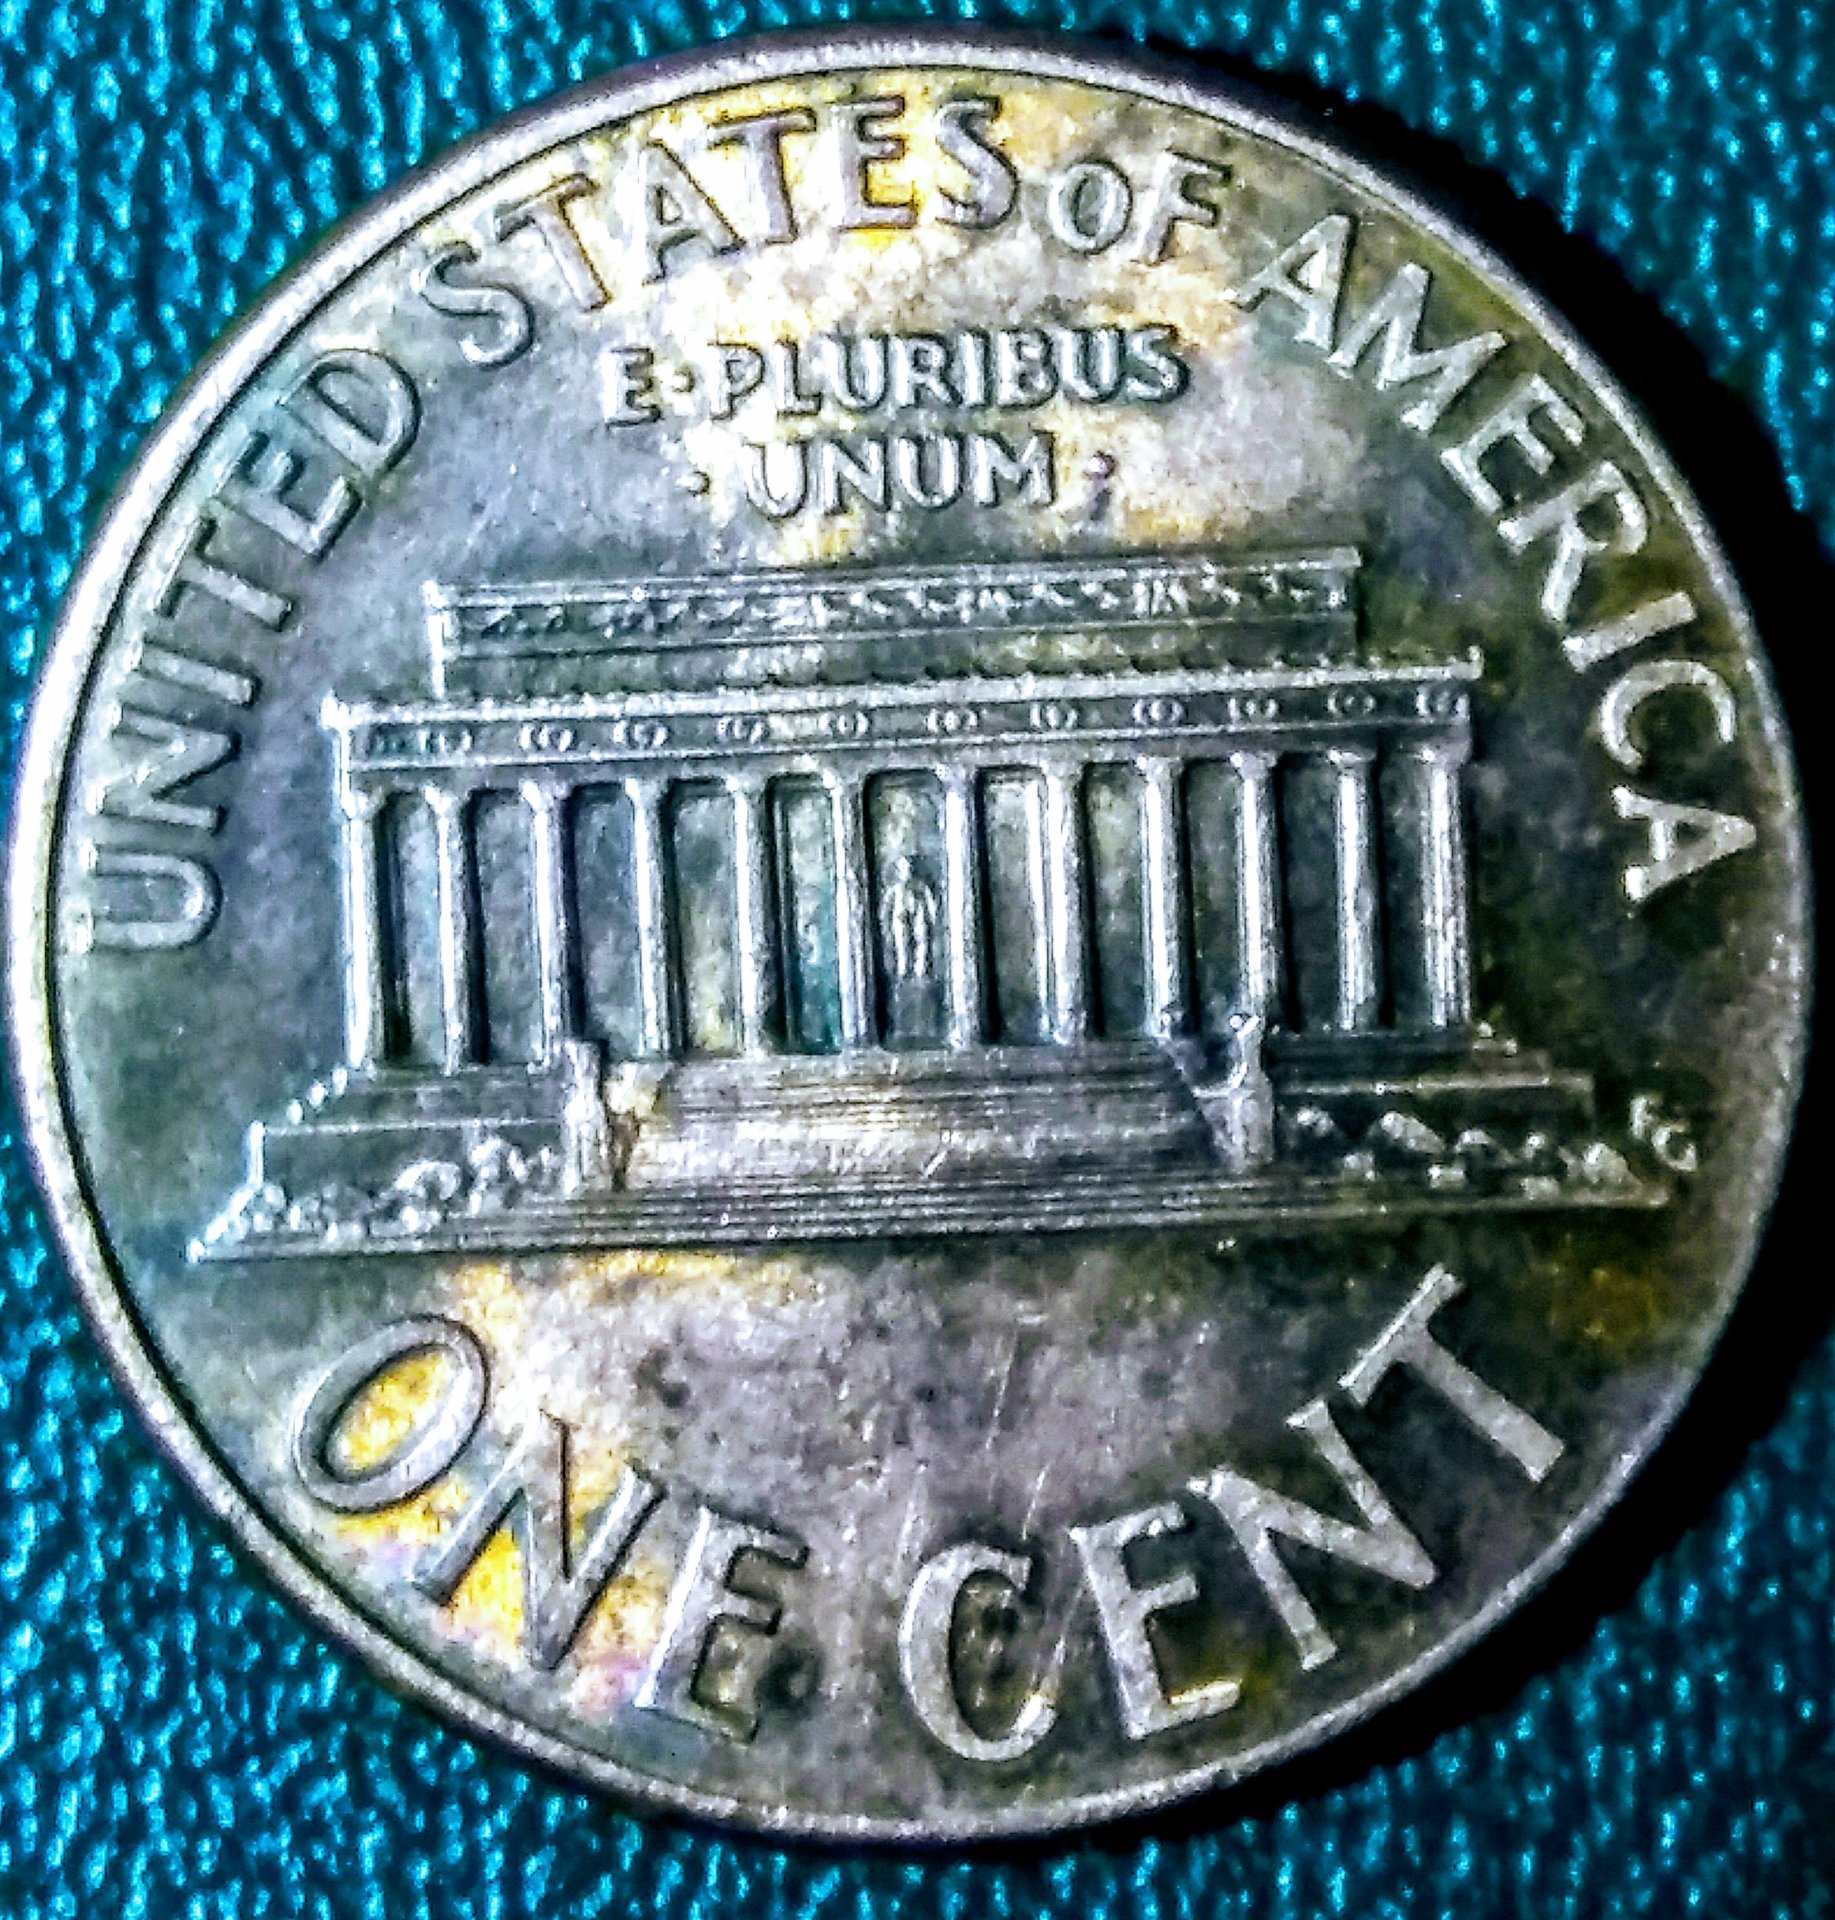 UNITED STATES OF AMERICA
E·PLURIBUS
·UNUM·
ONE CENT